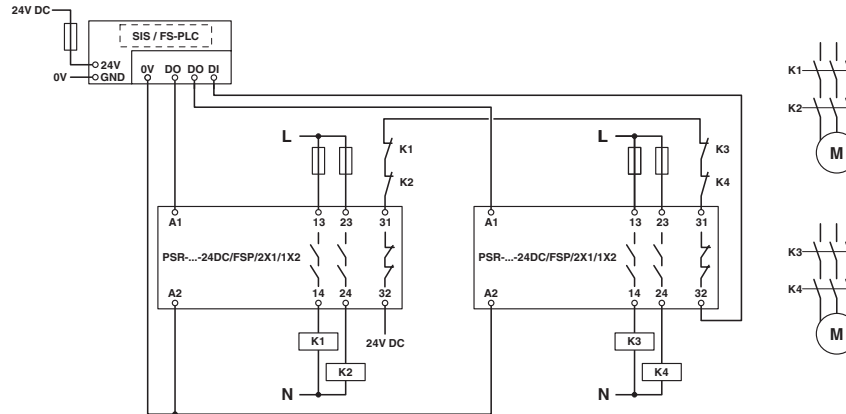 24V DC
SIS / FS-PLC
24V
0V
GND
0V DO DO DI
L
K1
K2
A1
13
23
31
PSR-...-24DC/FSP/2X1/1X2
A2
14
24
32
K1
K2
24V DC
N
L
K3
K4
A1
13
23
31
PSR-...-24DC/FSP/2X1/1X2
A2
14
24
32
K3
K4
N
K1
K2
M
K3
K4
M